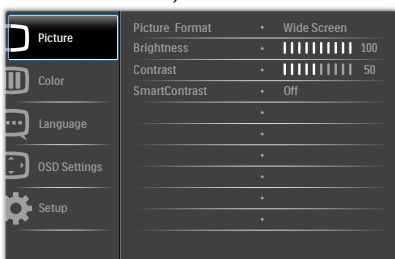 Picture
Color
Language
OSD Settings
Setup
Picture Format • Wide Screen
Brightness • 100
Contrast • 50
SmartContrast • Off
•
•
•
•
•
•